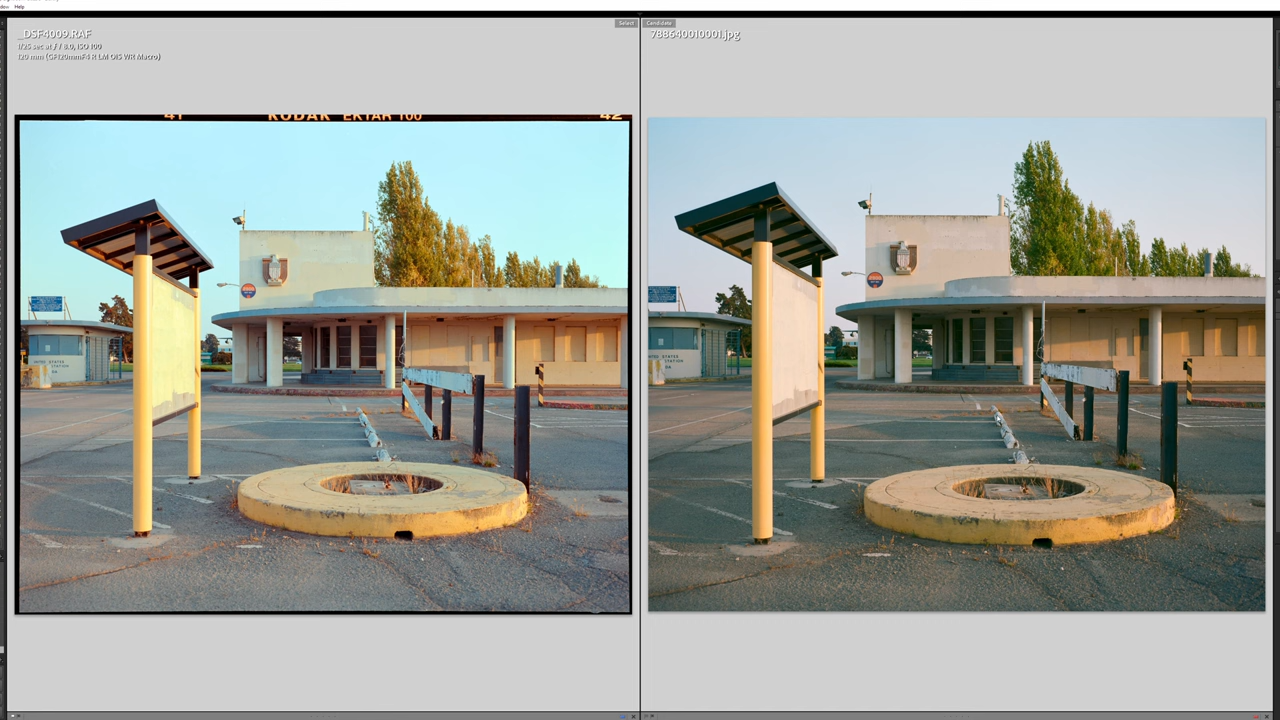 Help
Select
Candidate
_DSF4009.RAF
1/25 sec at ƒ / 8.0, ISO 100
120 mm (GF120mmF4 R LM OIS WR Macro)
788640010001.jpg
41
KODAK EKTAR 100
42